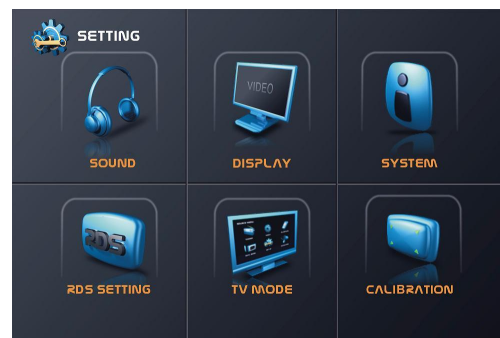 SETTING
VIDEO
SOUND
DISPLAY
SYSTEM
RDS
RDS SETTING
TV MODE
CALIBRATION